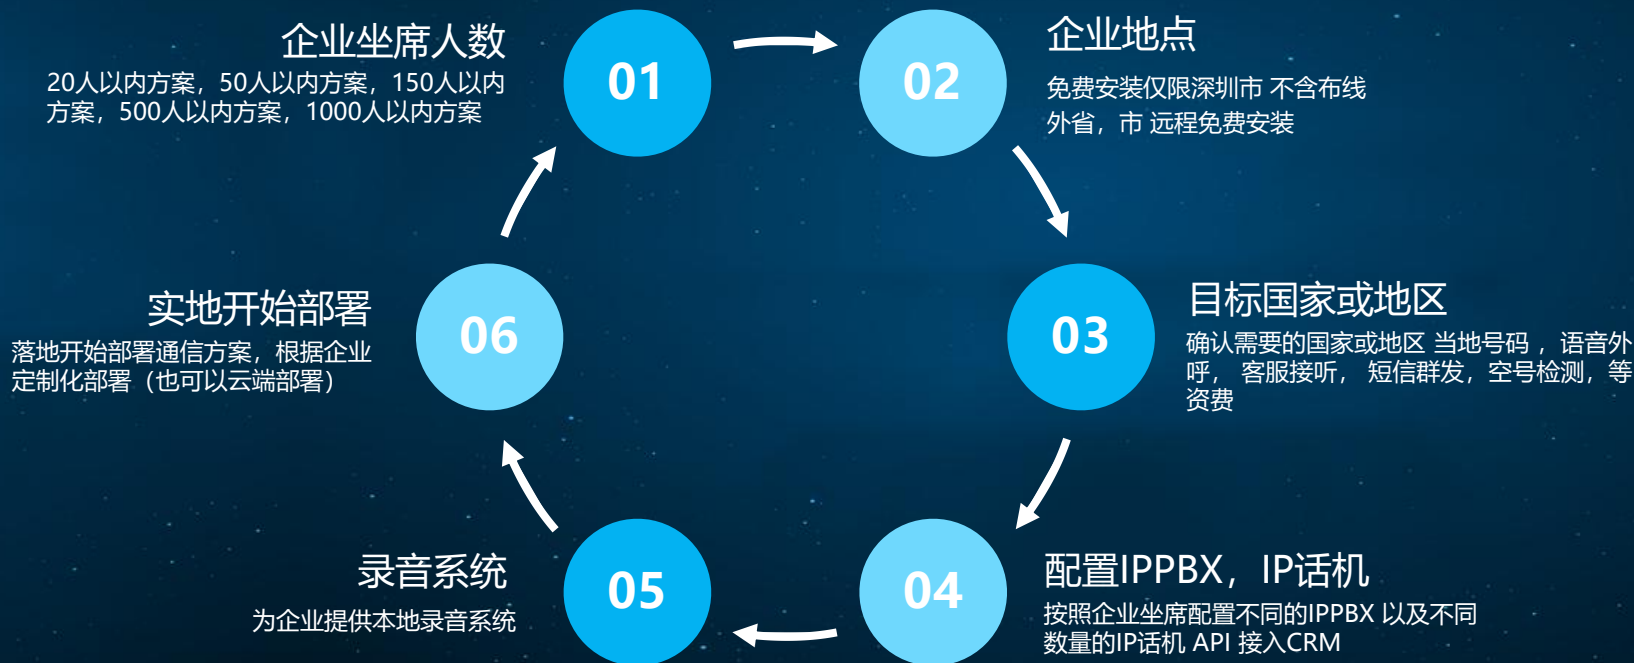 01
企业坐席人数
20人以内方案，50人以内方案，150人以内
方案，500人以内方案，1000人以内方案
02
企业地点
免费安装仅限深圳市 不含布线
外省，市 远程免费安装
03
目标国家或地区
确认需要的国家或地区 当地号码 ，语音外
呼， 客服接听， 短信群发，空号检测，等
资费
04
配置IPPBX，IP话机
按照企业坐席配置不同的IPPBX 以及不同
数量的IP话机 API 接入CRM
05
录音系统
为企业提供本地录音系统
06
实地开始部署
落地开始部署通信方案，根据企业
定制化部署（也可以云端部署）